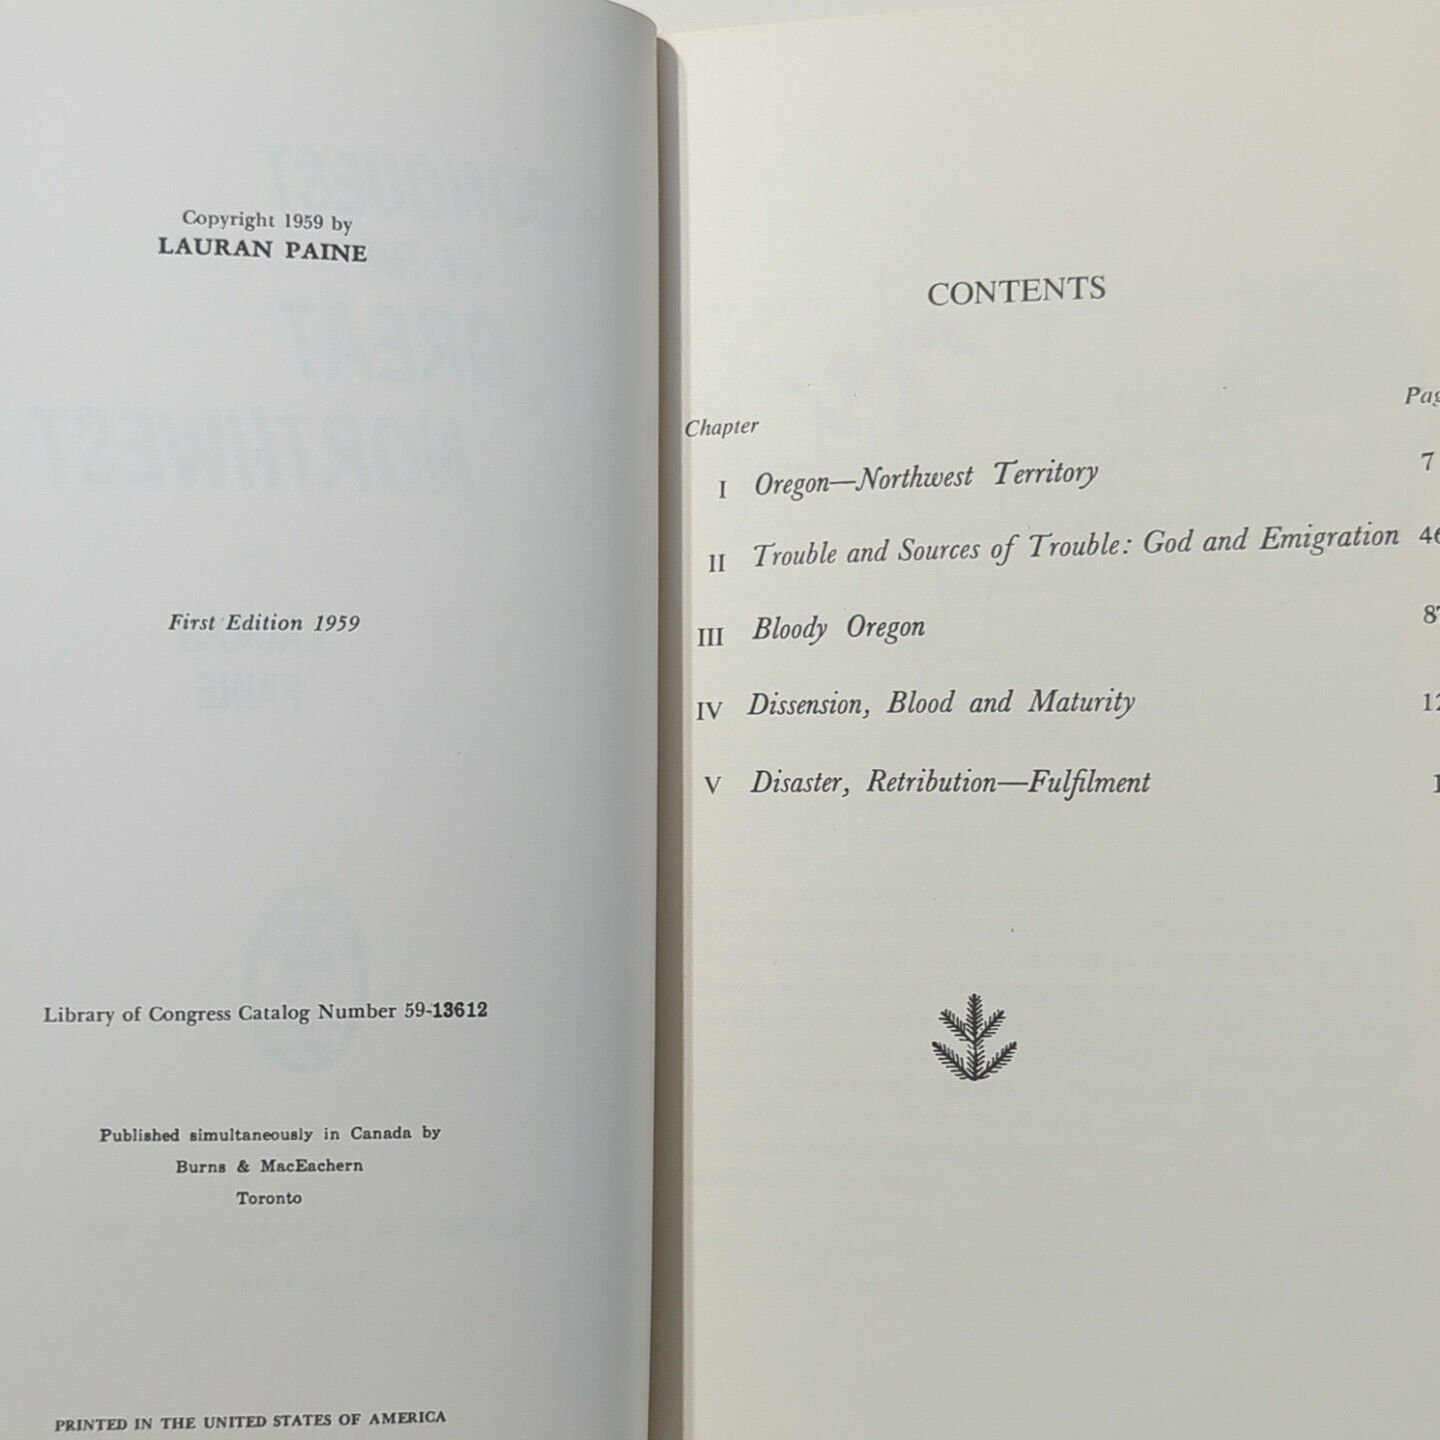 Copyright 1959 by
LAURAN PAINE
First Edition 1959
Library of Congress Catalog Number 59-13612
Published simultaneously in Canada by
Burns & MacEachern
Toronto
PRINTED IN THE UNITED STATES OF AMERICA
CONTENTS
Chapter
I Oregon—Northwest Territory 7
II Trouble and Sources of Trouble: God and Emigration
III Bloody Oregon
IV Dissension, Blood and Maturity
V Disaster, Retribution—Fulfilment